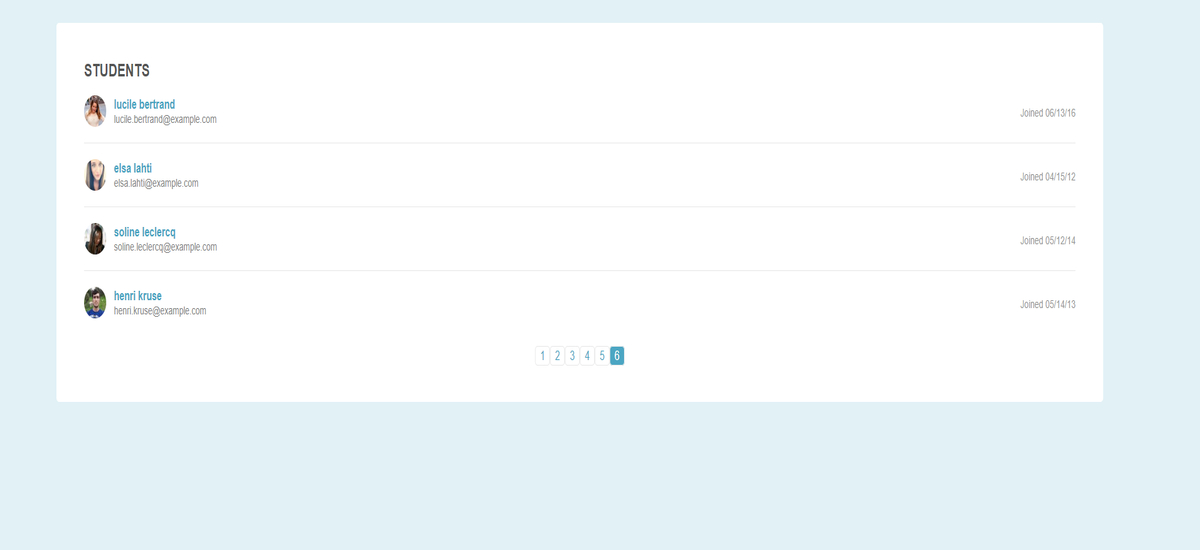 STUDENTS
lucile bertrand
lucile.bertrand@example.com
Joined 06/13/16
elsa lahti
elsa.lahti@example.com
Joined 04/15/12
soline leclercq
soline.leclercq@example.com
Joined 05/12/14
henri kruse
henri.kruse@example.com
Joined 05/14/13
1 2 3 4 5 6